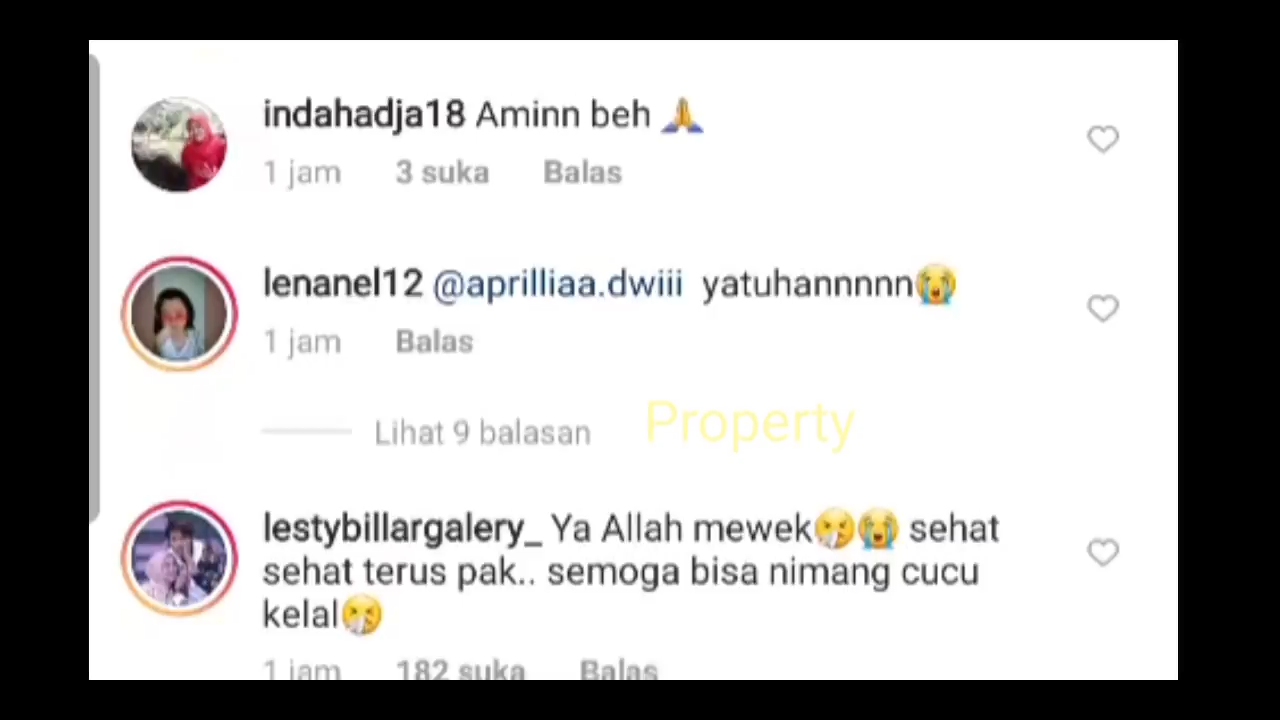 indahadja18 Aminn beh 🙏
1 jam 3 suka Balas
lenanel12 @aprilliaa.dwiii yatuhannnnn😭
1 jam Balas
Lihat 9 balasan
Property
lestybillargalery_ Ya Allah mewek🤧😭 sehat
sehat terus pak.. semoga bisa nimang cucu
kelal🤧
1 jam 182 suka Balas